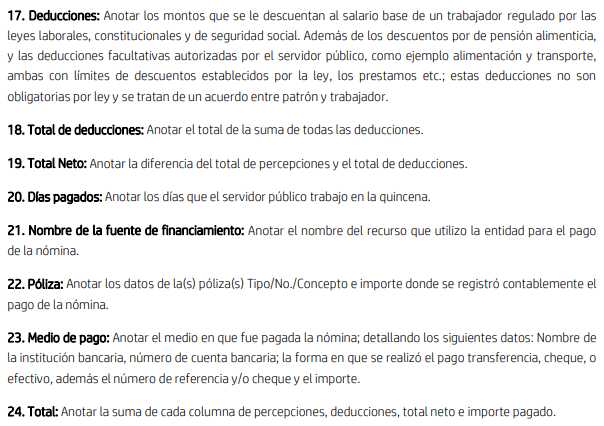 17. Deducciones: Anotar los montos que se le descuentan al salario base de un trabajador regulado por las
leyes laborales, constitucionales y de seguridad social. Además de los descuentos por de pensión alimenticia,
y las deducciones facultativas autorizadas por el servidor público, como ejemplo alimentación y transporte,
ambas con límites de descuentos establecidos por la ley, los prestamos etc.; estas deducciones no son
obligatorias por ley y se tratan de un acuerdo entre patrón y trabajador.
18. Total de deducciones: Anotar el total de la suma de todas las deducciones.
19. Total Neto: Anotar la diferencia del total de percepciones y el total de deducciones.
20. Días pagados: Anotar los días que el servidor público trabajo en la quincena.
21. Nombre de la fuente de financiamiento: Anotar el nombre del recurso que utilizo la entidad para el pago
de la nómina.
22. Póliza: Anotar los datos de la(s) póliza(s) Tipo/No./Concepto e importe donde se registró contablemente el
pago de la nómina.
23. Medio de pago: Anotar el medio en que fue pagada la nómina; detallando los siguientes datos: Nombre de
la institución bancaria, número de cuenta bancaria; la forma en que se realizó el pago transferencia, cheque, o
efectivo, además el número de referencia y/o cheque y el importe.
24. Total: Anotar la suma de cada columna de percepciones, deducciones, total neto e importe pagado.